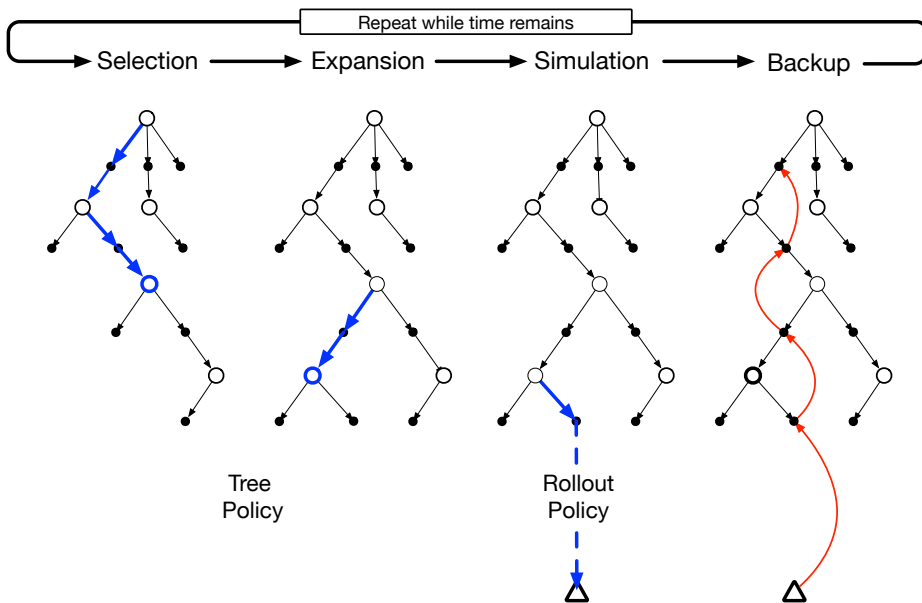 Repeat while time remains
Selection
Expansion
Simulation
Backup
Tree
Policy
Rollout
Policy